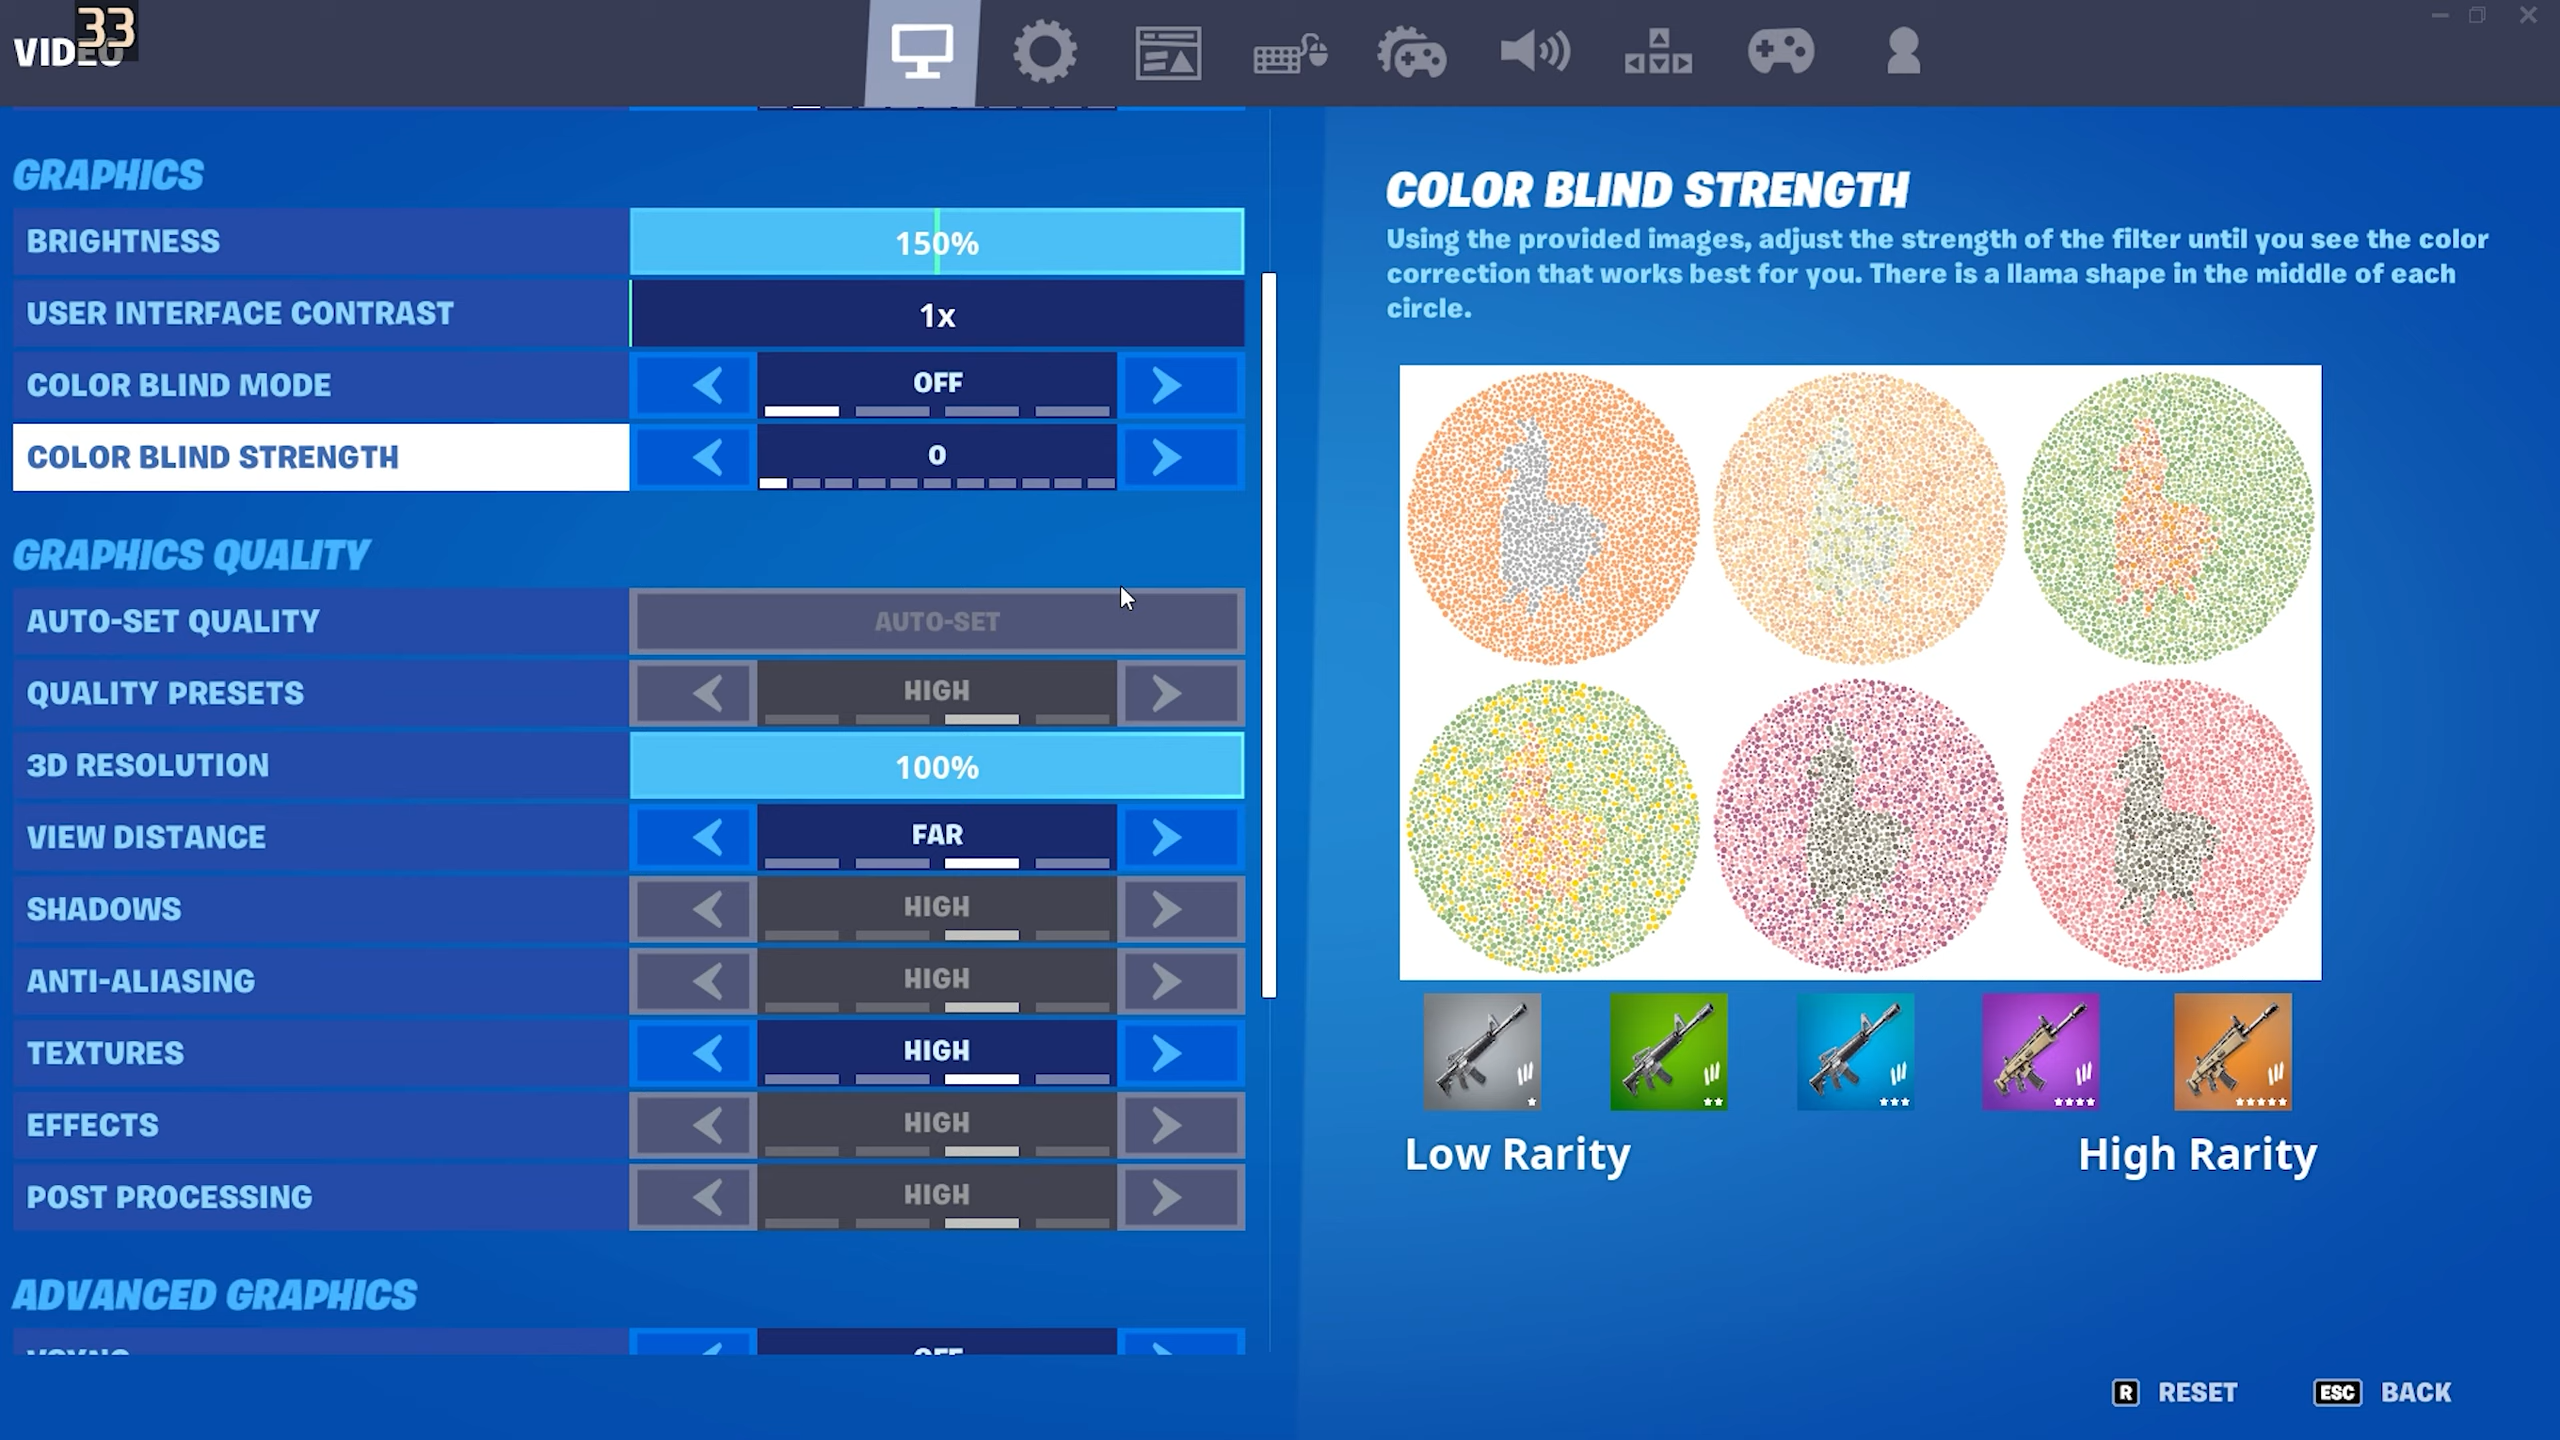 VIDEO
33
GRAPHICS
BRIGHTNESS
150%
USER INTERFACE CONTRAST
1x
COLOR BLIND MODE
OFF
COLOR BLIND STRENGTH
0
GRAPHICS QUALITY
AUTO-SET QUALITY
AUTO-SET
QUALITY PRESETS
HIGH
3D RESOLUTION
100%
VIEW DISTANCE
FAR
SHADOWS
HIGH
ANTI-ALIASING
HIGH
TEXTURES
HIGH
EFFECTS
HIGH
POST PROCESSING
HIGH
ADVANCED GRAPHICS
VSYNC
OFF
COLOR BLIND STRENGTH
Using the provided images, adjust the strength of the filter until you see the color
correction that works best for you. There is a llama shape in the middle of each
circle.
Low Rarity
High Rarity
R RESET
ESC BACK